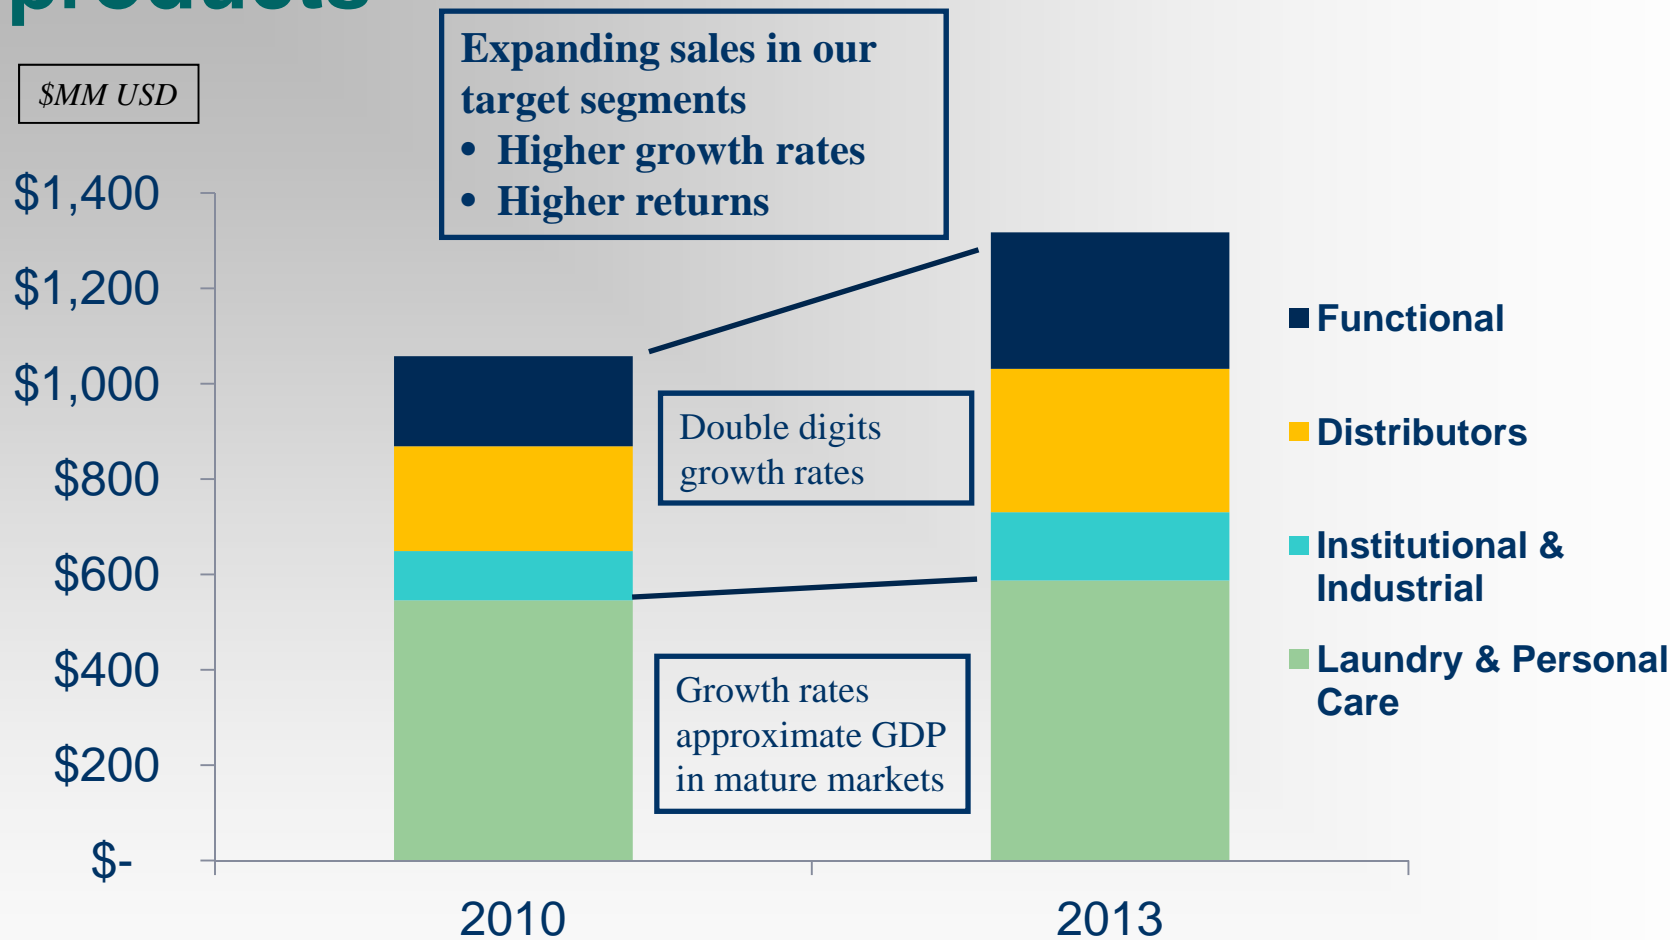 products
$MM USD
Expanding sales in our
target segments
• Higher growth rates
• Higher returns
$1,400
$1,200
$1,000
$800
$600
$400
$200
$-
Double digits
growth rates
Growth rates
approximate GDP
in mature markets
Functional
Distributors
Institutional &
Industrial
Laundry & Personal
Care
2010
2013